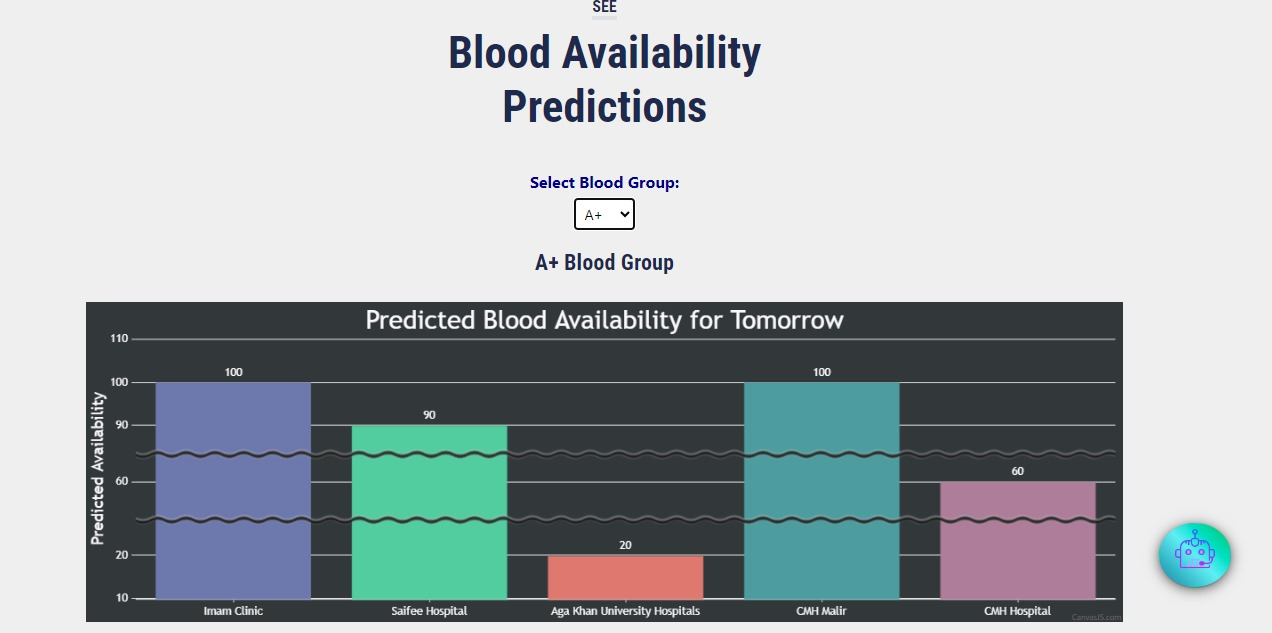 SEE
Blood Availability
Predictions
Select Blood Group:
A+
A+ Blood Group
Predicted Blood Availability for Tomorrow
Predicted Availability
110
100
90
60
20
10
100
90
20
100
60
Imam Clinic
Saifee Hospital
Aga Khan University Hospitals
CMH Malir
CMH Hospital
CanvasJS.com